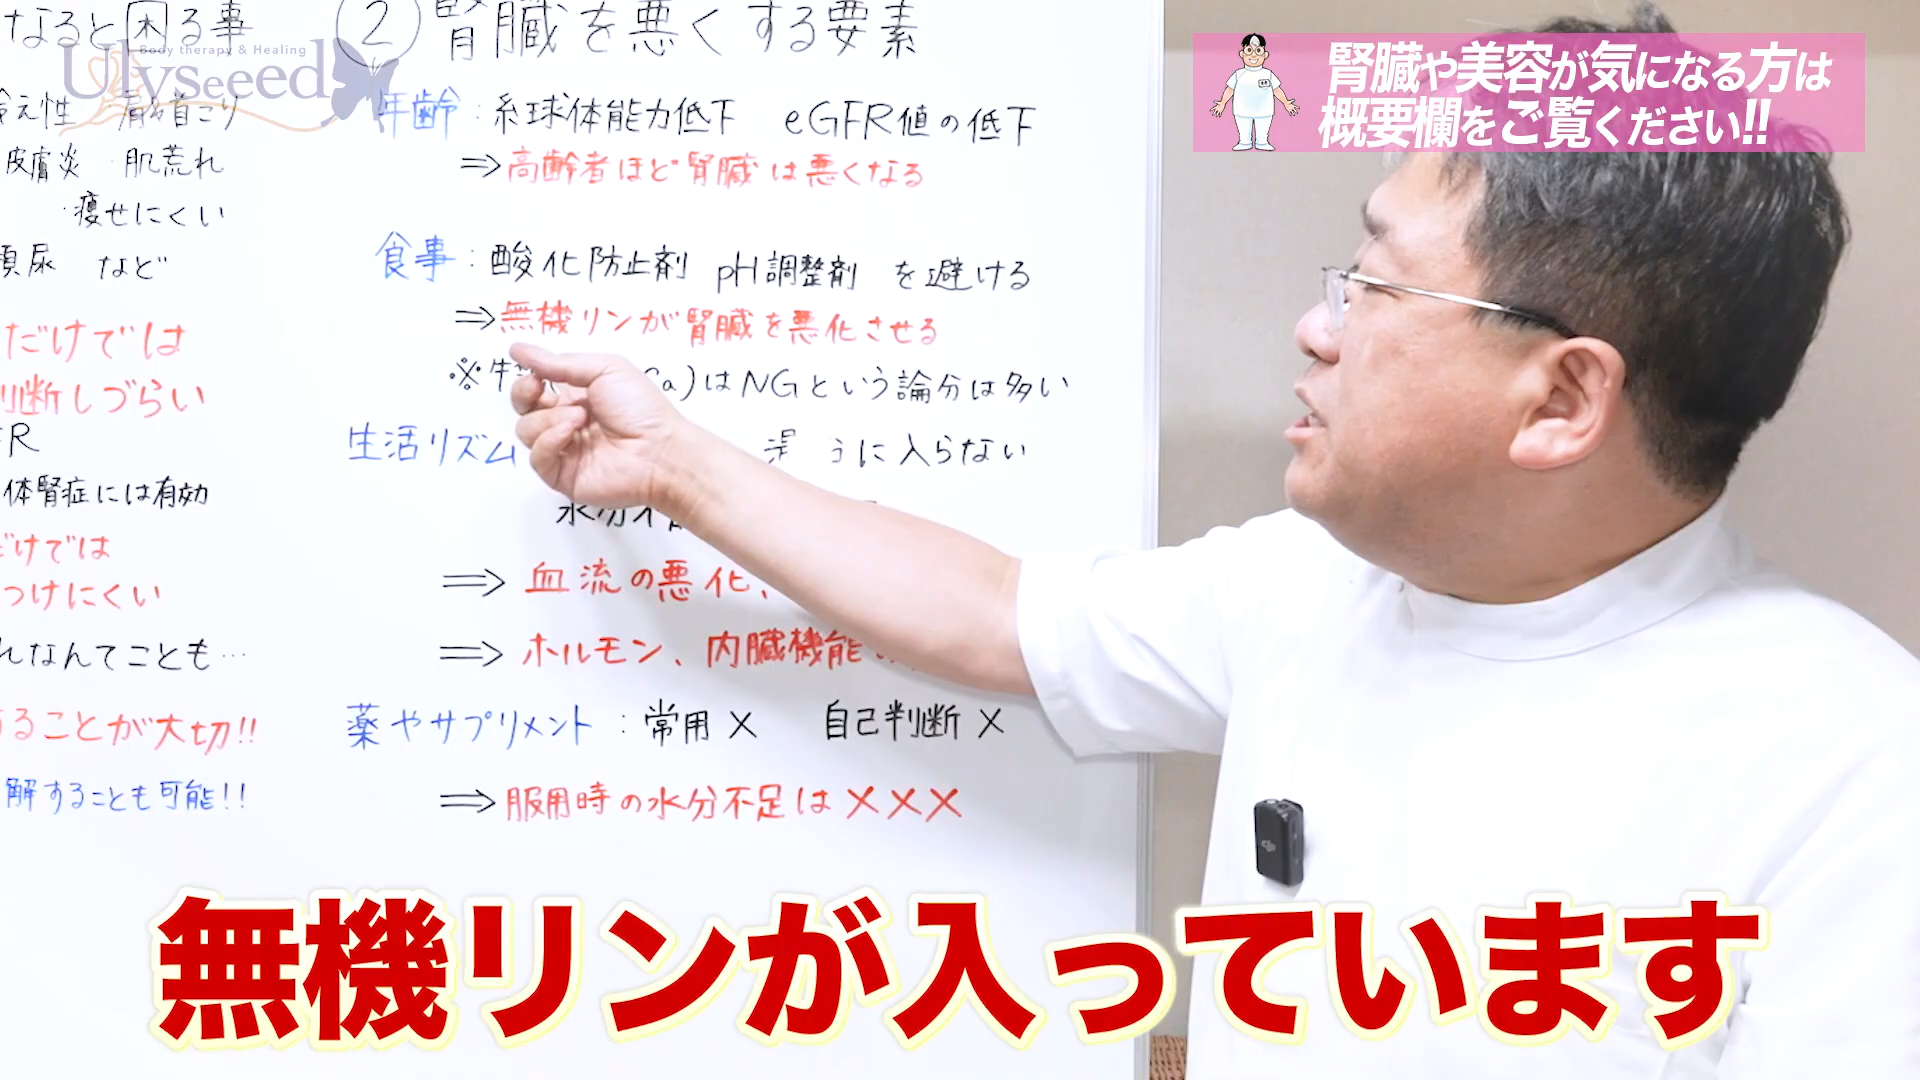 なると困る事
Ulyseeed
Body therapy & Healing
冷え性 肩や首こり
皮膚炎 肌荒れ
・痩せにくい
頻尿 など
だけでは
判断しづらい
体腎症には有効
だけでは
つけにくい
なんてことも…
ることが大切!!
解することも可能!!
② 腎臓を悪くする要素
年齢：糸球体能力低下 eGFR値の低下
⇒高齢者ほど腎臓は悪くなる
食事：酸化防止剤 pH調整剤 を避ける
⇒無機リンが腎臓を悪化させる
※牛 Ca)はNGという論分は多い
生活リズム うに入らない
水分不
⇒ 血流の悪化、
⇒ ホルモン、内臓機能
薬やサプリメント：常用× 自己判断×
⇒服用時の水分不足は×××
腎臓や美容が気になる方は
概要欄をご覧ください!!
dji
無機リンが入っています